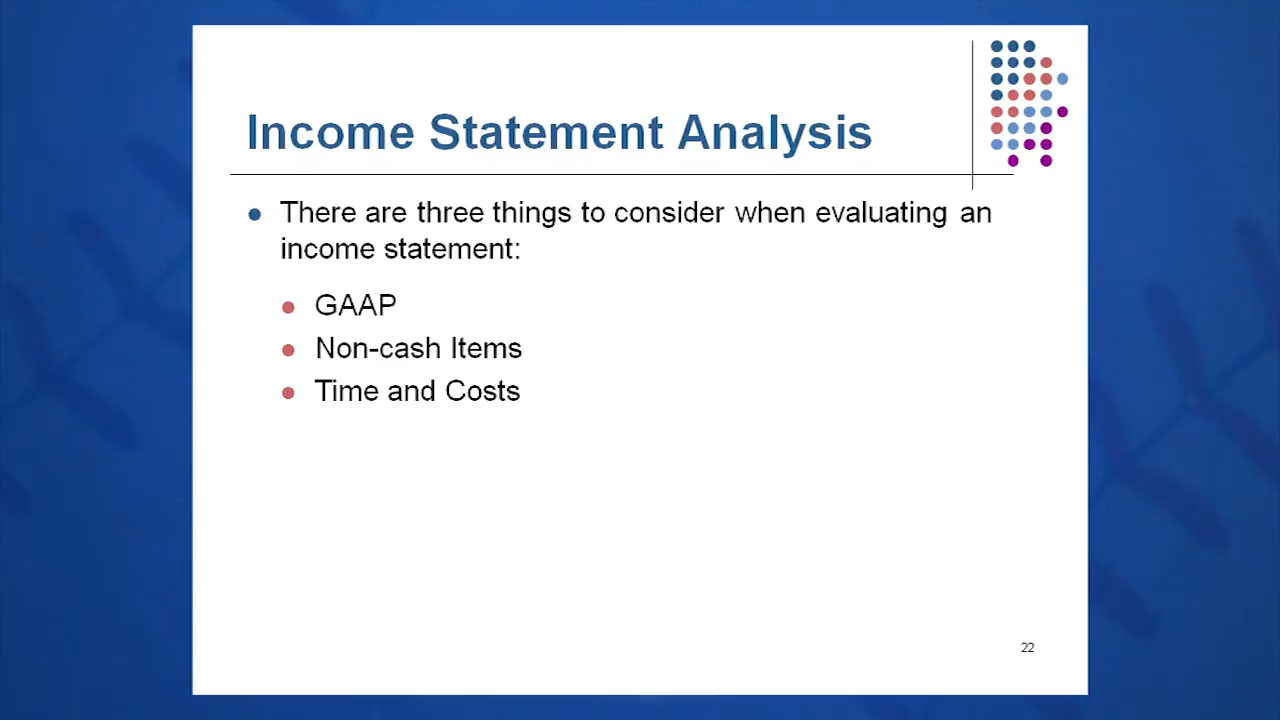 Income Statement Analysis
There are three things to consider when evaluating an
income statement:
GAAP
Non-cash Items
Time and Costs
22